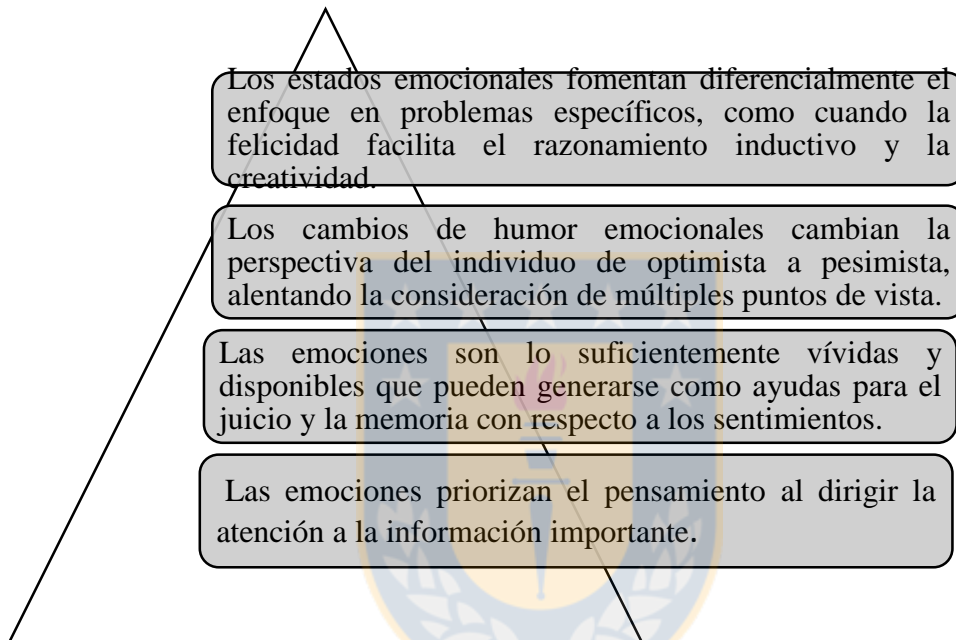 Los estados emocionales fomentan diferencialmente el
enfoque en problemas específicos, como cuando la
felicidad facilita el razonamiento inductivo y la
creatividad.
Los cambios de humor emocionales cambian la
perspectiva del individuo de optimista a pesimista,
alentando la consideración de múltiples puntos de vista.
Las emociones son lo suficientemente vívidas y
disponibles que pueden generarse como ayudas para el
juicio y la memoria con respecto a los sentimientos.
Las emociones priorizan el pensamiento al dirigir la
atención a la información importante.